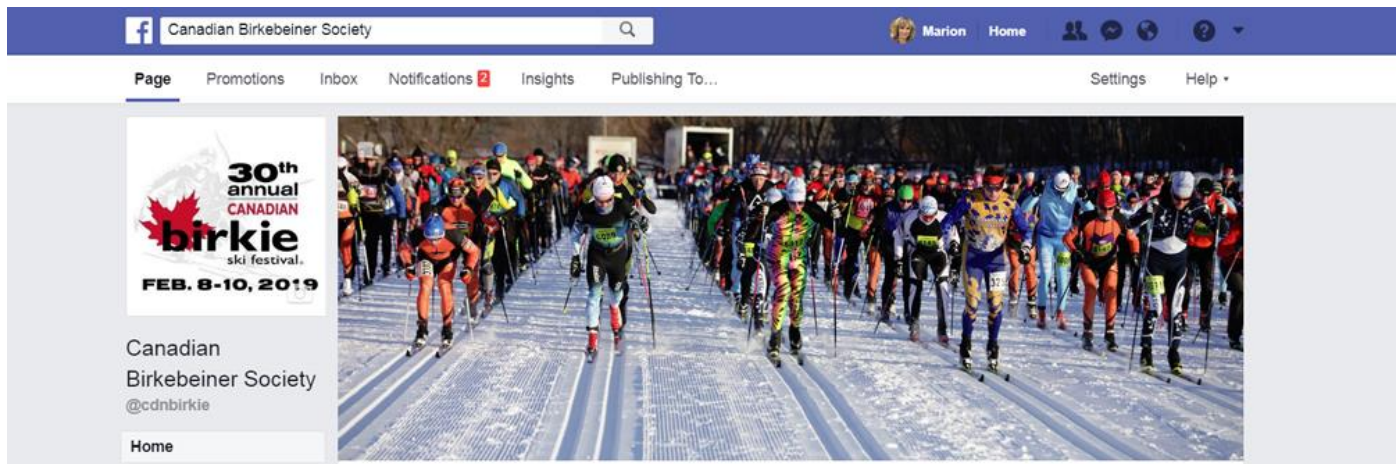 Canadian Birkebeiner Society
Marion Home
Page Promotions Inbox Notifications 2 Insights Publishing To... Settings Help
30th
annual
CANADIAN
birkie
ski festival.
FEB. 8-10, 2019
Canadian
Birkebeiner Society
@cdnbirkie
Home